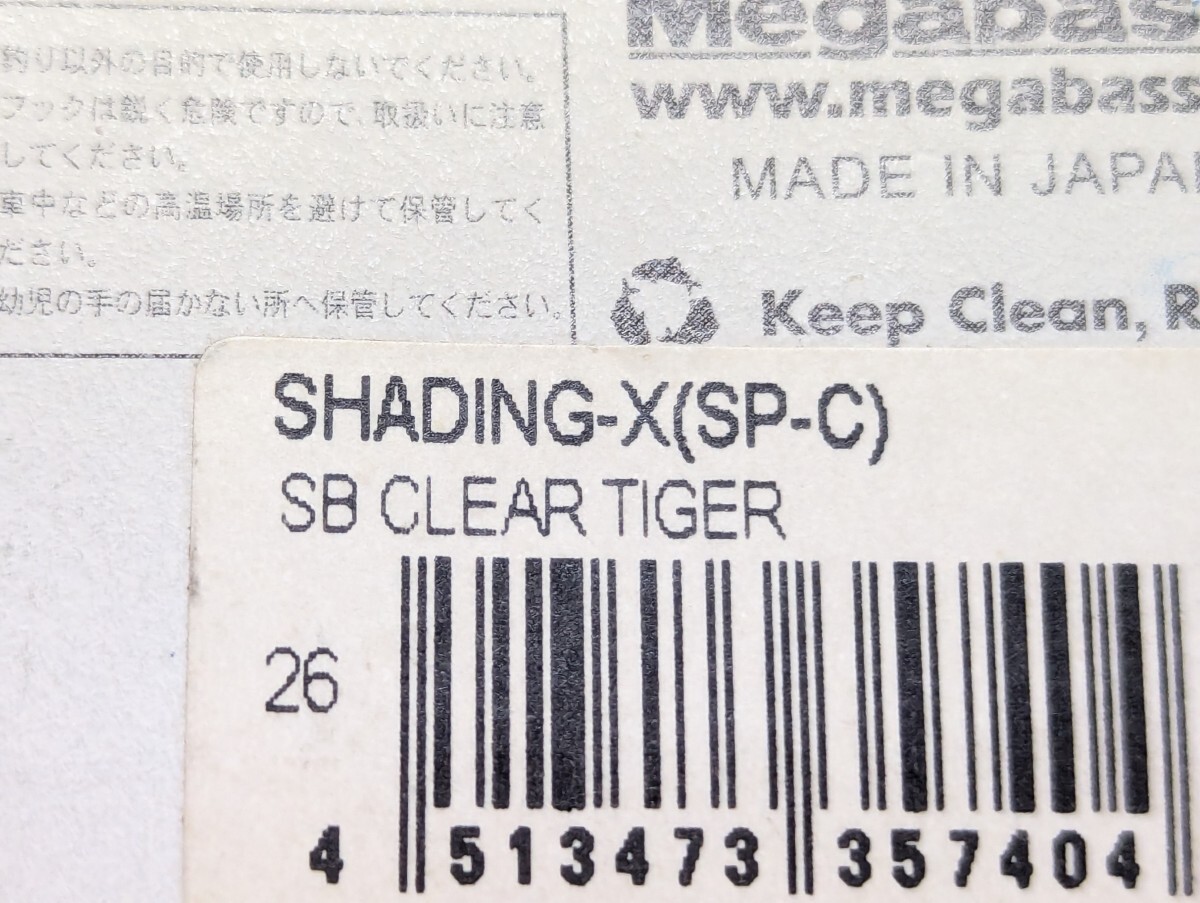 釣り以外の目的で使用しないでください。
フックは鋭く危険ですので、取扱いに注意
してください。
車中などの高温場所を避けて保管してく
ださい。
幼児の手の届かない所へ保管してください。
Megabas
www.megabass
MADE IN JAPAN
Keep Clean, R
SHADING-X(SP-C)
SB CLEAR TIGER
26
4 513473 357404